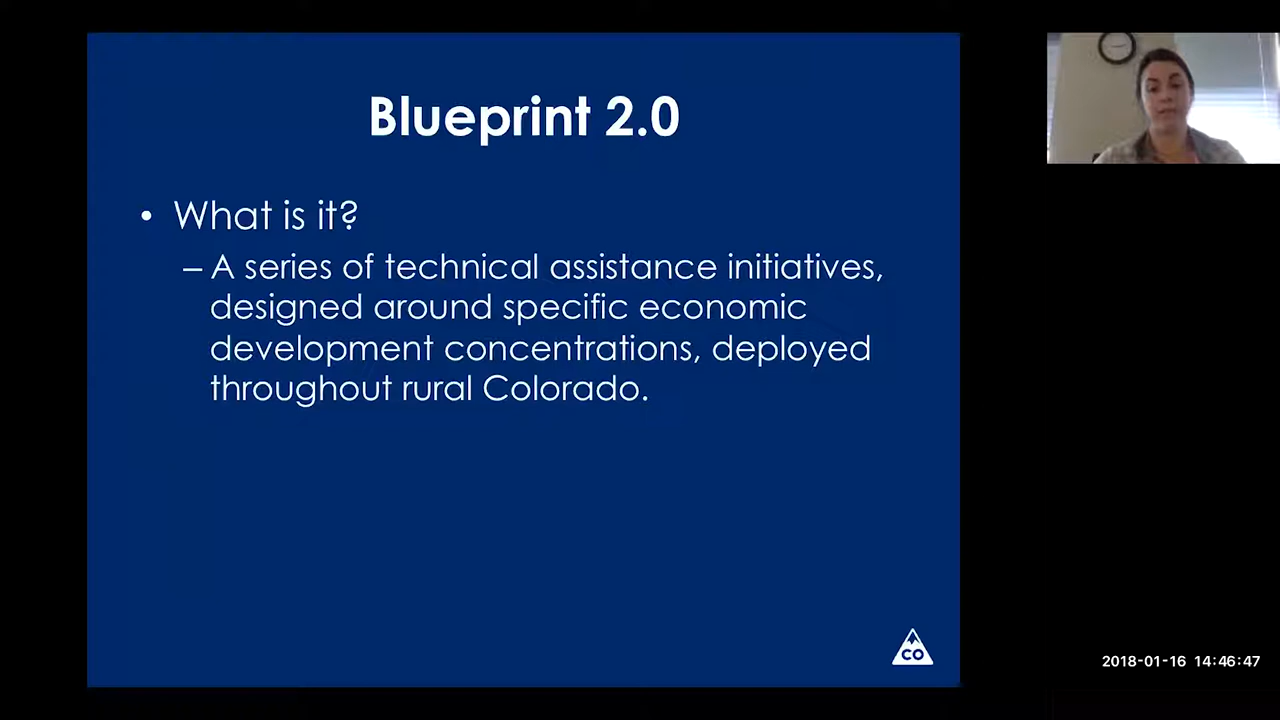 Blueprint 2.0
• What is it?
– A series of technical assistance initiatives,
designed around specific economic
development concentrations, deployed
throughout rural Colorado.
CO
2018-01-16 14:46:47